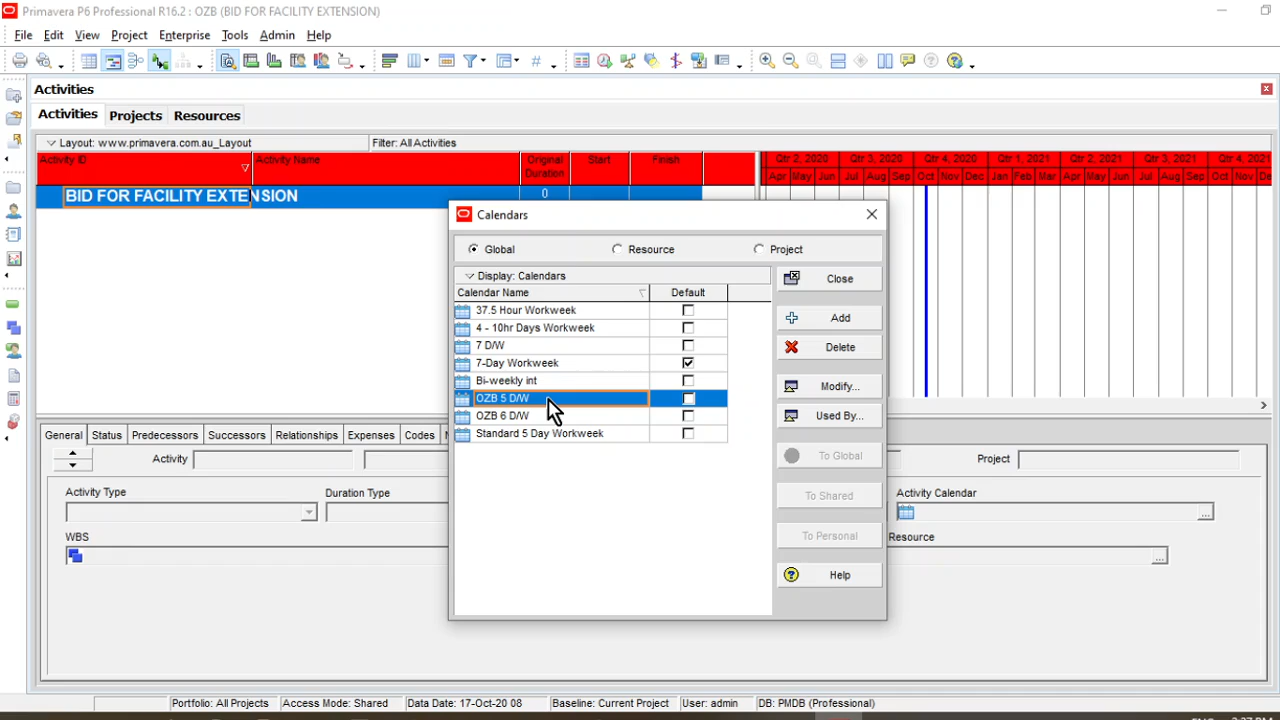 Primavera P6 Professional R16.2 : OZB (BID FOR FACILITY EXTENSION)
File Edit View Project Enterprise Tools Admin Help
Activities
Activities Projects Resources
Layout: www.primavera.com.au_Layout Filter: All Activities
Activity ID Activity Name Original Duration Start Finish
Qtr 2, 2020 Qtr 3, 2020 Qtr 4, 2020 Qtr 1, 2021 Qtr 2, 2021 Qtr 3, 2021 Qtr 4, 2021
Apr May Jun Jul Aug Sep Oct Nov Dec Jan Feb Mar Apr May Jun Jul Aug Sep Oct Nov De
BID FOR FACILITY EXTENSION 0
Calendars
Global Resource Project
Display: Calendars
Calendar Name Default
37.5 Hour Workweek
4 - 10hr Days Workweek
7 D/W
7-Day Workweek
Bi-weekly int
OZB 5 D/W
OZB 6 D/W
Standard 5 Day Workweek
Close
Add
Delete
Modify...
Used By...
To Global
To Shared
To Personal
Help
General Status Predecessors Successors Relationships Expenses Codes
Activity Project
Activity Type Duration Type Activity Calendar
WBS Resource
Portfolio: All Projects Access Mode: Shared Data Date: 17-Oct-20 08 Baseline: Current Project User: admin DB: PMDB (Professional)